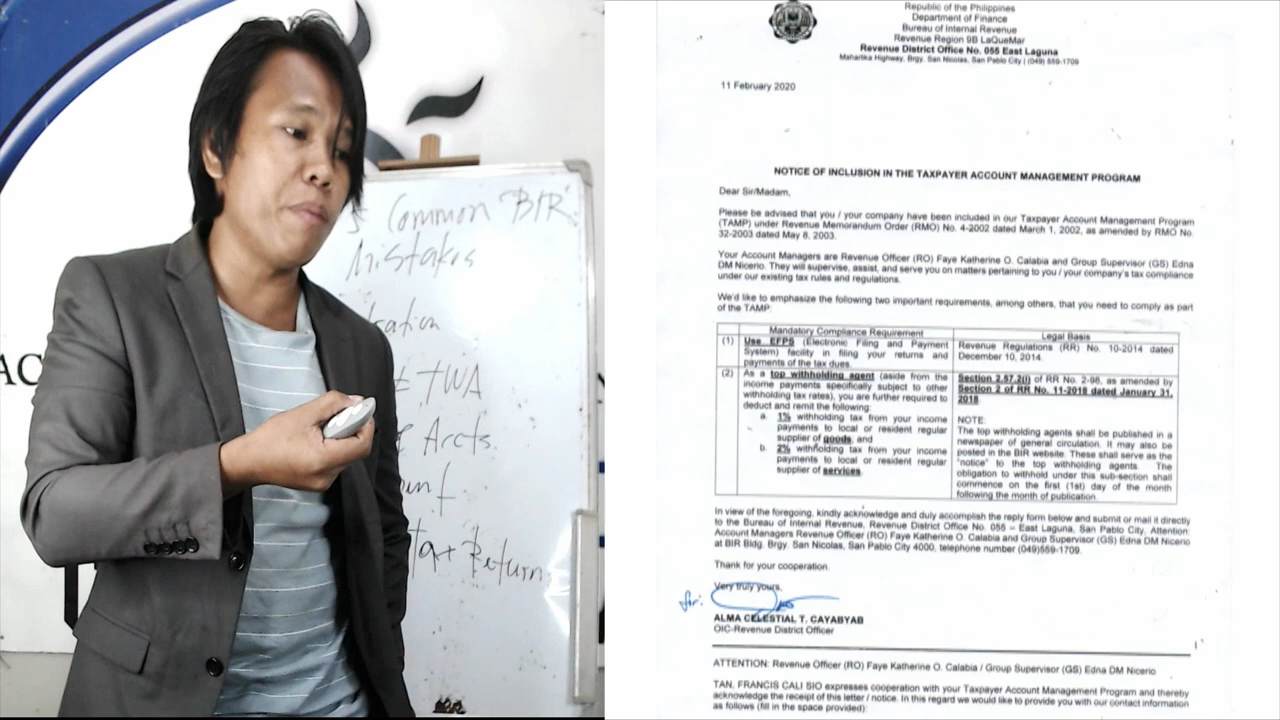 AC
5 Common BIR
Mistakes
TWA
Accts
Tax Return
Republic of the Philippines
Department of Finance
Bureau of Internal Revenue
Revenue Region 9B LaQueMar
Revenue District Office No. 055 East Laguna
Maharlika Highway, Brgy. San Nicolas, San Pablo City | (049) 559-1709
11 February 2020
NOTICE OF INCLUSION IN THE TAXPAYER ACCOUNT MANAGEMENT PROGRAM
Dear Sir/Madam,
Please be advised that you / your company have been included in our Taxpayer Account Management Program
(TAMP) under Revenue Memorandum Order (RMO) No. 4-2002 dated March 1, 2002, as amended by RMO No.
32-2003 dated May 8, 2003.
Your Account Managers are Revenue Officer (RO) Faye Katherine O. Calabia and Group Supervisor (GS) Edna
DM Nicerio. They will supervise, assist, and serve you on matters pertaining to you / your company's tax compliance
under our existing tax rules and regulations.
We'd like to emphasize the following two important requirements, among others, that you need to comply as part
of the TAMP:
Mandatory Compliance Requirement
Legal Basis
(1)
Use EFPS (Electronic Filing and Payment
System) facility in filing your returns and
payments of the tax dues.
Revenue Regulations (RR) No. 10-2014 dated
December 10, 2014.
(2)
As a top withholding agent (aside from the
income payments specifically subject to other
withholding tax rates), you are further required to
deduct and remit the following:
a. 1% withholding tax from your income
payments to local or resident regular
supplier of goods, and
b. 2% withholding tax from your income
payments to local or resident regular
supplier of services.
Section 2.57.2(I) of RR No. 2-98, as amended by
Section 2 of RR No. 11-2018 dated January 31,
2018.
NOTE:
The top withholding agents shall be published in a
newspaper of general circulation. It may also be
posted in the BIR website. These shall serve as the
"notice" to the top withholding agents. The
obligation to withhold under this sub-section shall
commence on the first (1st) day of the month
following the month of publication.
In view of the foregoing, kindly acknowledge and duly accomplish the reply form below and submit or mail it directly
to the Bureau of Internal Revenue, Revenue District Office No. 055 – East Laguna, San Pablo City, Attention:
Account Managers Revenue Officer (RO) Faye Katherine O. Calabia and Group Supervisor (GS) Edna DM Nicerio
at BIR Bldg. Brgy. San Nicolas, San Pablo City 4000, telephone number (049)559-1709.
Thank for your cooperation.
Very truly yours,
for:
ALMA CELESTIAL T. CAYABYAB
OIC-Revenue District Officer
ATTENTION: Revenue Officer (RO) Faye Katherine O. Calabia / Group Supervisor (GS) Edna DM Nicerio
TAN, FRANCIS CALI SIO expresses cooperation with your Taxpayer Account Management Program and thereby
acknowledge the receipt of this letter / notice. In this regard we would like to provide you with our contact information
as follows (fill in the space provided):